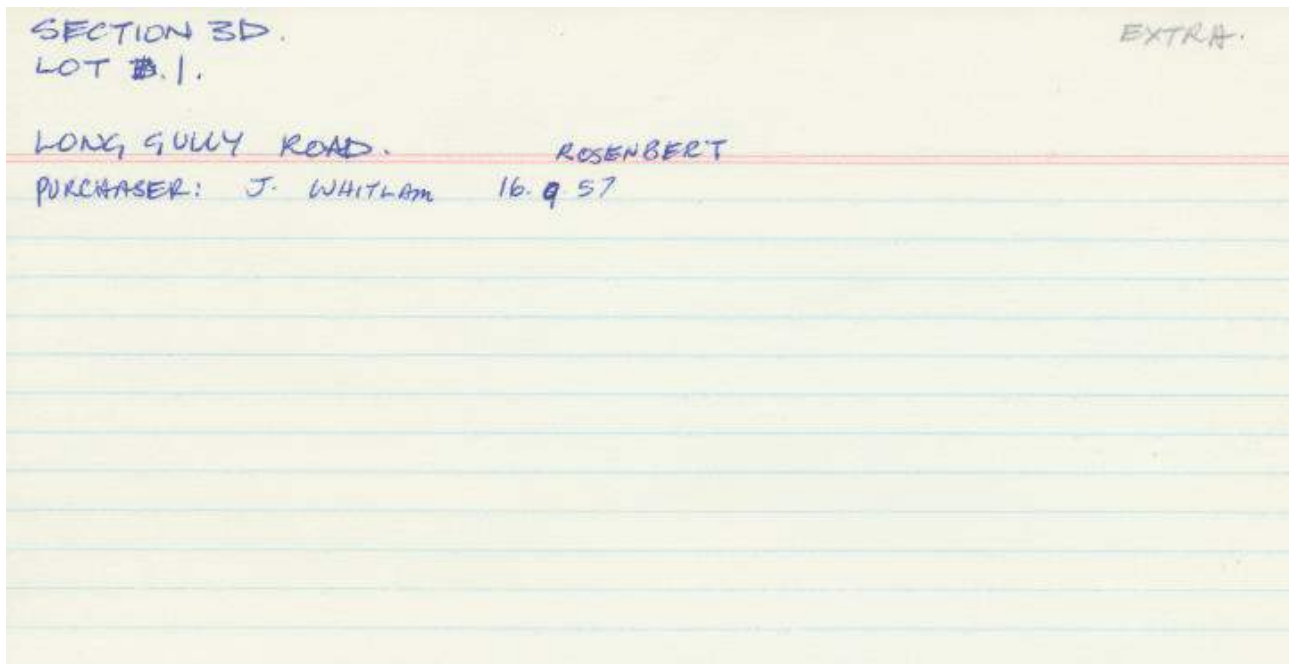 SECTION 3D.
EXTRA.
LOT .1.
LONG GULLY ROAD. ROSENBERT
PURCHASER: J. WHITLAM 16.9 57